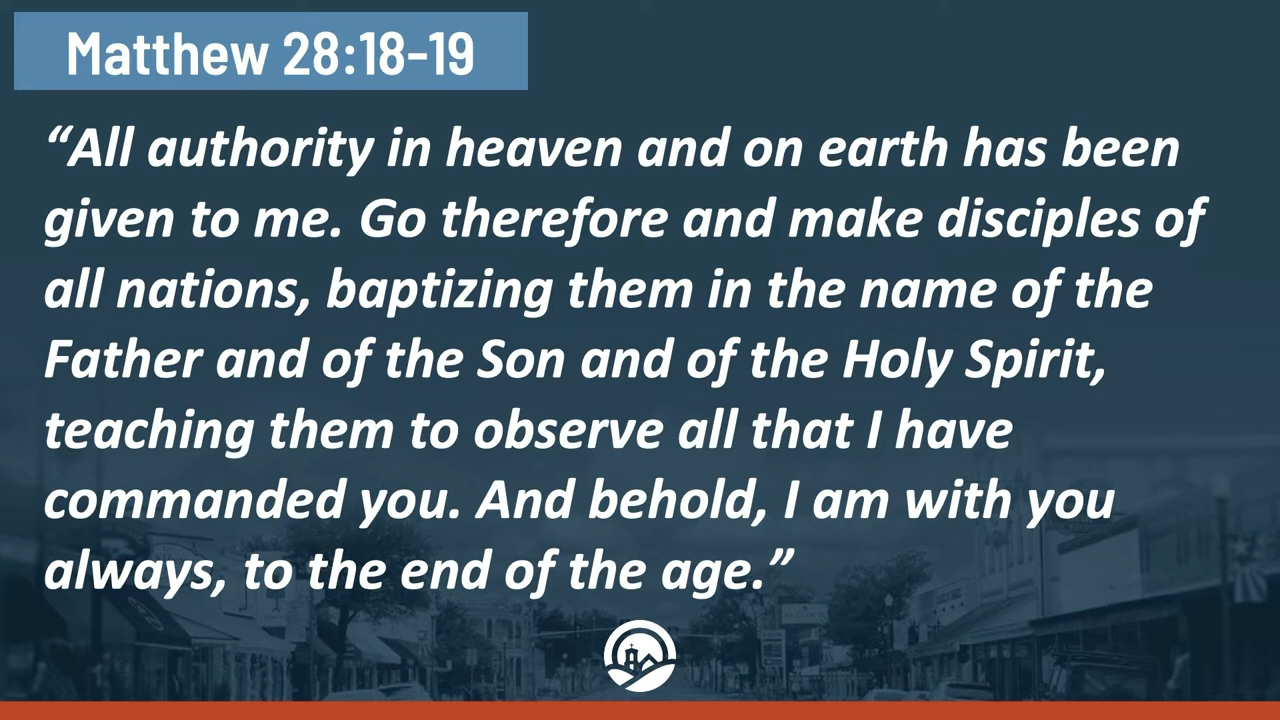 Matthew 28:18-19
“All authority in heaven and on earth has been
given to me. Go therefore and make disciples of
all nations, baptizing them in the name of the
Father and of the Son and of the Holy Spirit,
teaching them to observe all that I have
commanded you. And behold, I am with you
always, to the end of the age.”